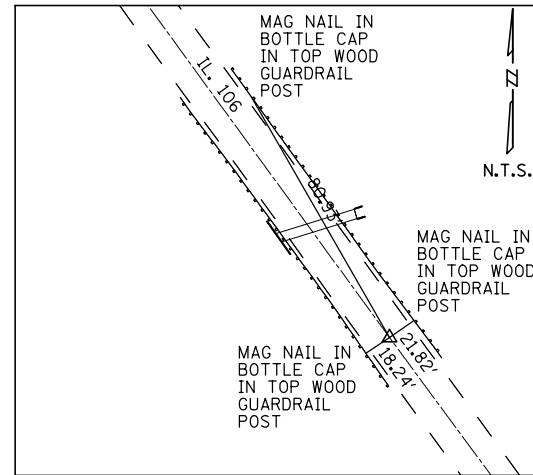 MAG NAIL IN
BOTTLE CAP
IN TOP WOOD
GUARDRAIL
POST
N
N.T.S.
IL. 106
MAG NAIL IN
BOTTLE CAP
IN TOP WOOD
GUARDRAIL
POST
21.82'
18.24'
MAG NAIL IN
BOTTLE CAP
IN TOP WOOD
GUARDRAIL
POST